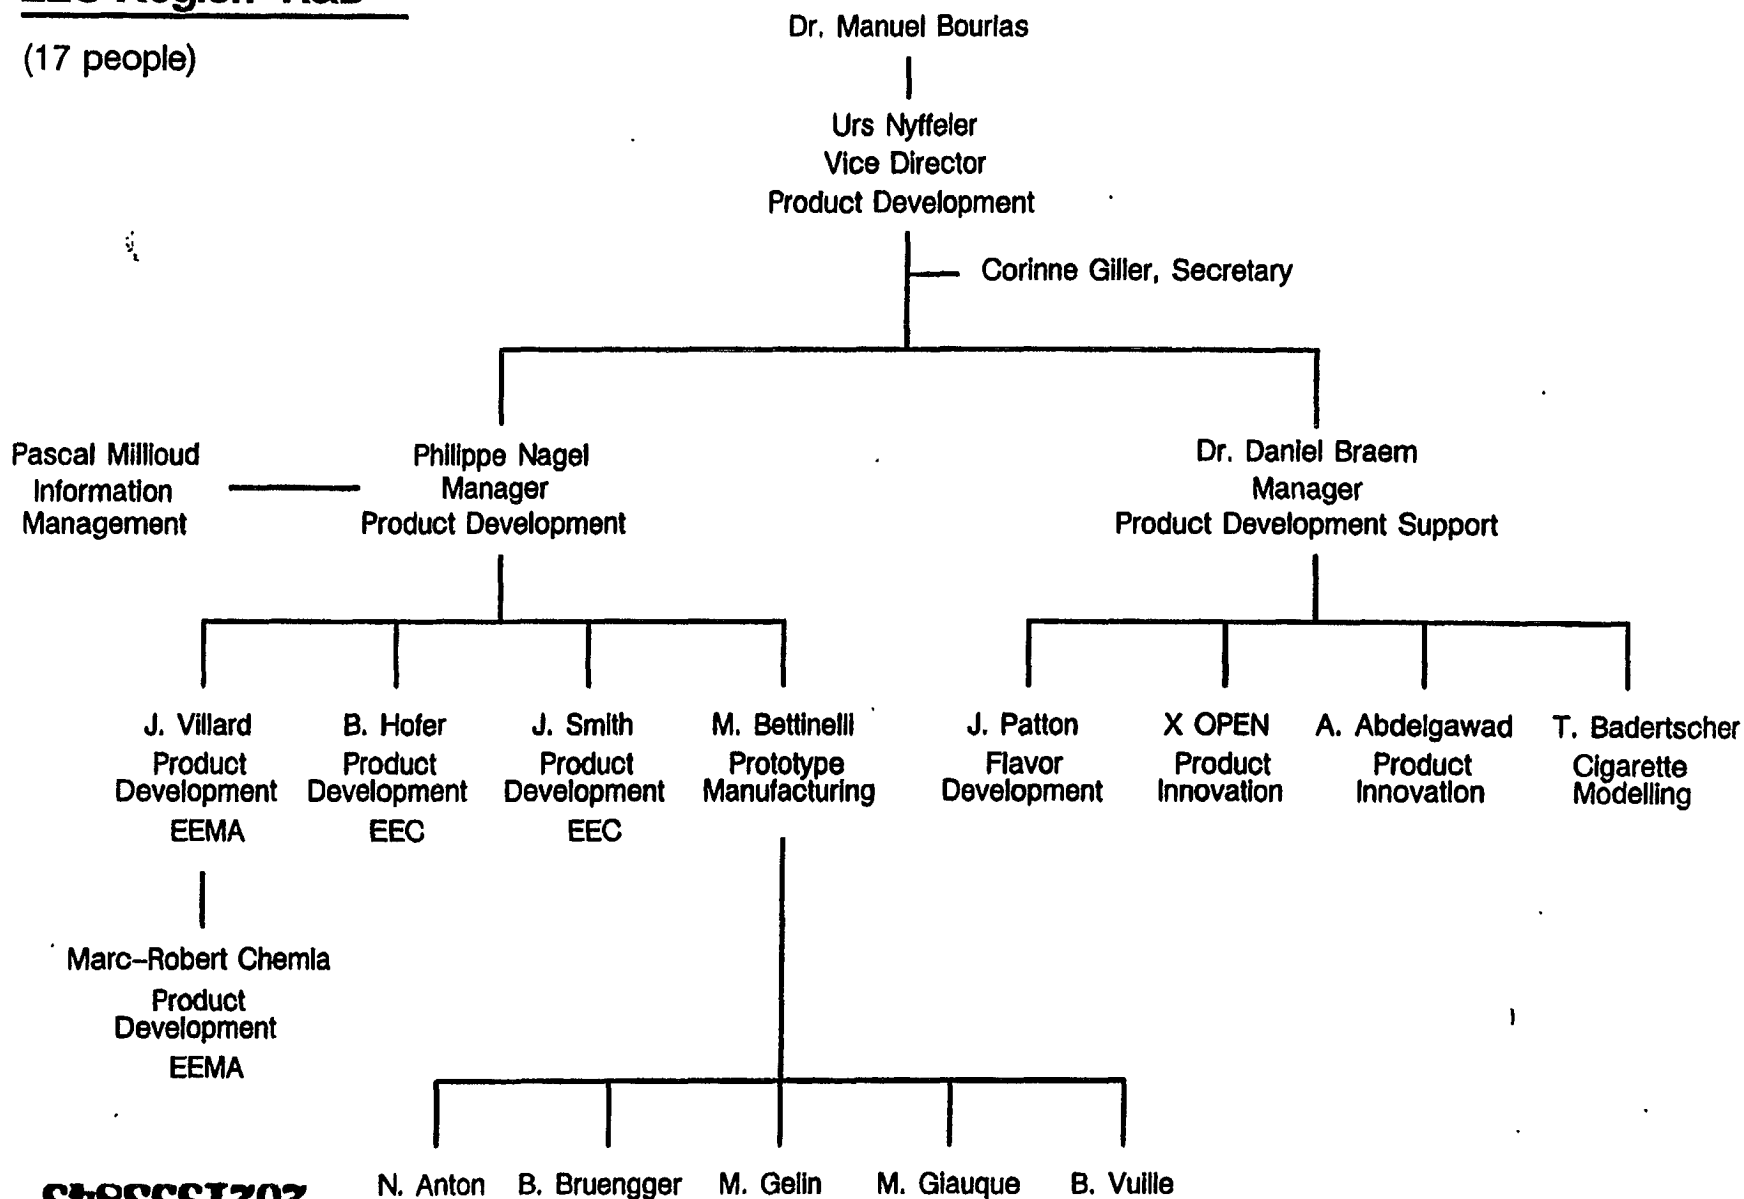 (17 people)
Dr. Manuel Bourlas
Urs Nyffeler
Vice Director
Product Development
Corinne Giller, Secretary
Pascal Millioud
Information
Management
Philippe Nagel
Manager
Product Development
Dr. Daniel Braem
Manager
Product Development Support
J. Villard
Product
Development
EEMA
B. Hofer
Product
Development
EEC
J. Smith
Product
Development
EEC
M. Bettinelli
Prototype
Manufacturing
J. Patton
Flavor
Development
X OPEN
Product
Innovation
A. Abdelgawad
Product
Innovation
T. Badertscher
Cigarette
Modelling
Marc-Robert Chemla
Product
Development
EEMA
N. Anton
B. Bruengger
M. Gelin
M. Glauque
B. Vuille